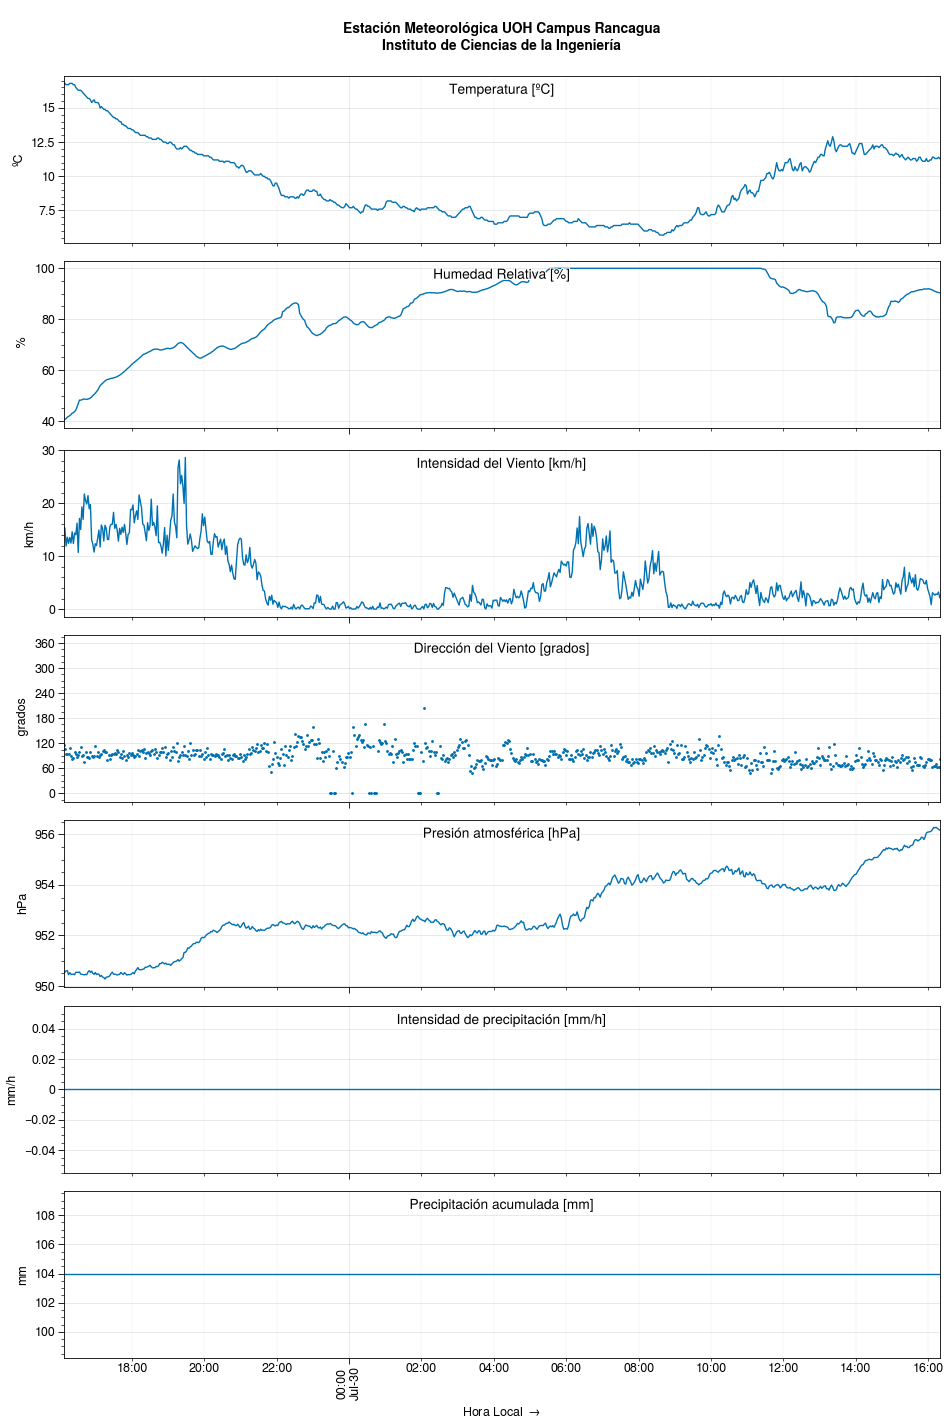 Estación Meteorológica UOH Campus Rancagua
Instituto de Ciencias de la Ingeniería
Temperatura [ºC]
15
12.5
10
7.5
ºC
Humedad Relativa [%]
100
80
60
40
%
Intensidad del Viento [km/h]
30
20
10
0
km/h
Dirección del Viento [grados]
360
300
240
180
120
60
0
grados
Presión atmosférica [hPa]
956
954
952
950
hPa
Intensidad de precipitación [mm/h]
0.04
0.02
0
−0.02
−0.04
mm/h
Precipitación acumulada [mm]
108
106
104
102
100
mm
18:00 20:00 22:00 00:00 02:00 04:00 06:00 08:00 10:00 12:00 14:00 16:00
Jul-30
Hora Local →